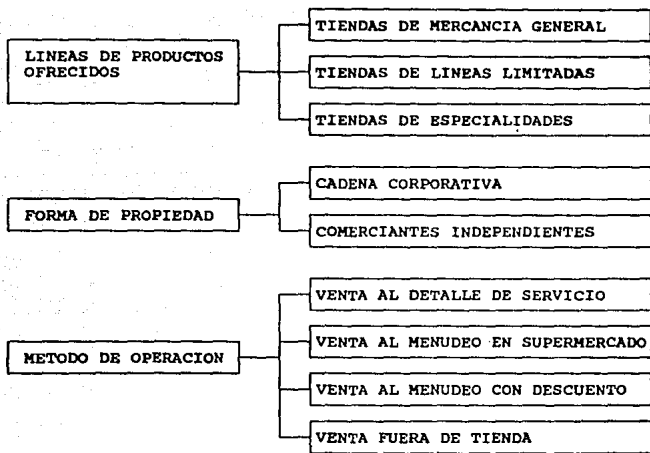 TIENDAS DE MERCANCIA GENERAL
LINEAS DE PRODUCTOS
OFRECIDOS
TIENDAS DE LINEAS LIMITADAS
TIENDAS DE ESPECIALIDADES
CADENA CORPORATIVA
FORMA DE PROPIEDAD
COMERCIANTES INDEPENDIENTES
VENTA AL DETALLE DE SERVICIO
VENTA AL MENUDEO EN SUPERMERCADO
METODO DE OPERACION
VENTA AL MENUDEO CON DESCUENTO
VENTA FUERA DE TIENDA